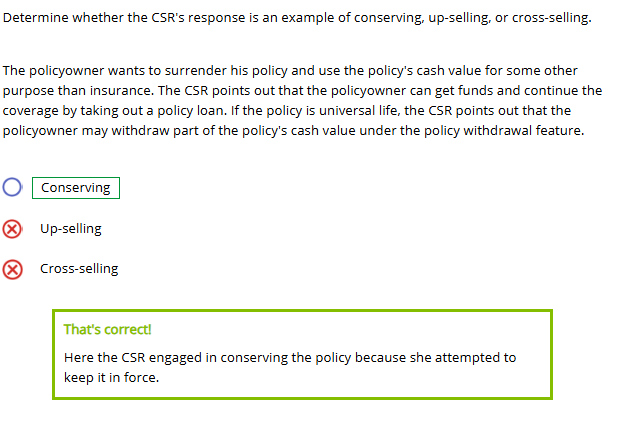 Determine whether the CSR's response is an example of conserving, up-selling, or cross-selling.
The policyowner wants to surrender his policy and use the policy's cash value for some other
purpose than insurance. The CSR points out that the policyowner can get funds and continue the
coverage by taking out a policy loan. If the policy is universal life, the CSR points out that the
policyowner may withdraw part of the policy's cash value under the policy withdrawal feature.
Conserving
Up-selling
Cross-selling
That's correct!
Here the CSR engaged in conserving the policy because she attempted to
keep it in force.